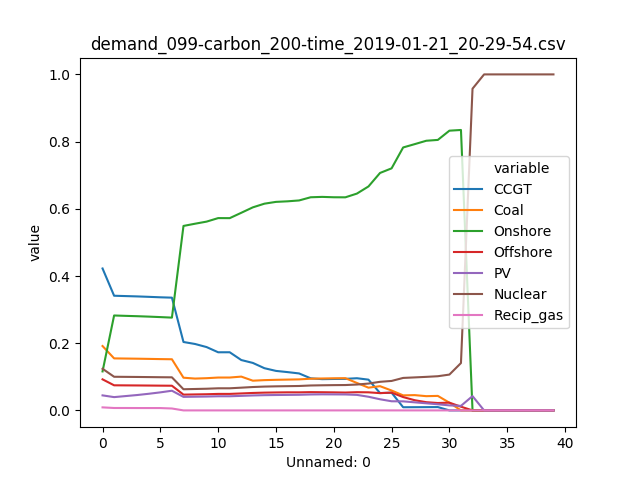 demand_099-carbon_200-time_2019-01-21_20-29-54.csv
1.0
0.8
0.6
0.4
0.2
0.0
value
variable
CCGT
Coal
Onshore
Offshore
PV
Nuclear
Recip_gas
0 5 10 15 20 25 30 35 40
Unnamed: 0